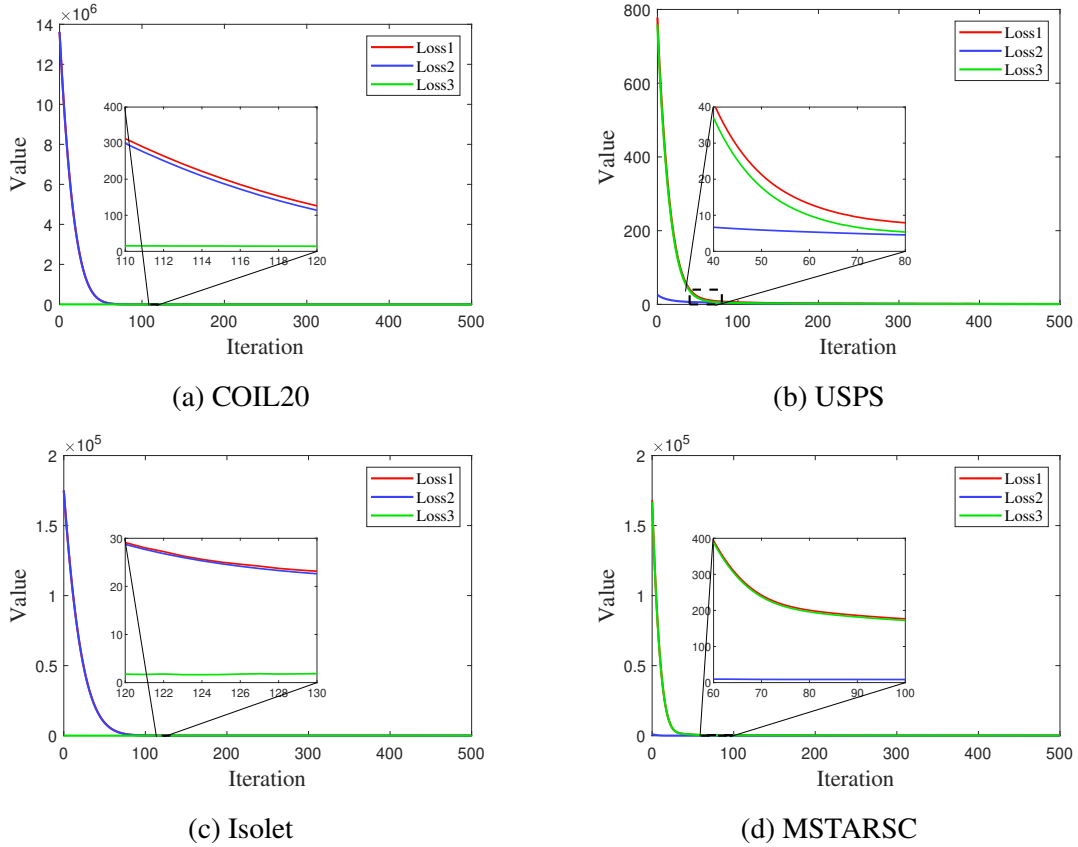 ×10⁶
14
12
10
8
6
4
2
0
0 100 200 300 400 500
Value
Iteration
Loss1
Loss2
Loss3
400
300
200
100
0
110 112 114 116 118 120
(a) COIL20
800
600
400
200
0
0 100 200 300 400 500
Value
Iteration
Loss1
Loss2
Loss3
40
30
20
10
0
40 50 60 70 80
(b) USPS
×10⁵
2
1.5
1
0.5
0
0 100 200 300 400 500
Value
Iteration
Loss1
Loss2
Loss3
30
20
10
0
120 122 124 126 128 130
(c) Isolet
×10⁵
2
1.5
1
0.5
0
0 100 200 300 400 500
Value
Iteration
Loss1
Loss2
Loss3
400
300
200
100
0
60 70 80 90 100
(d) MSTARSC